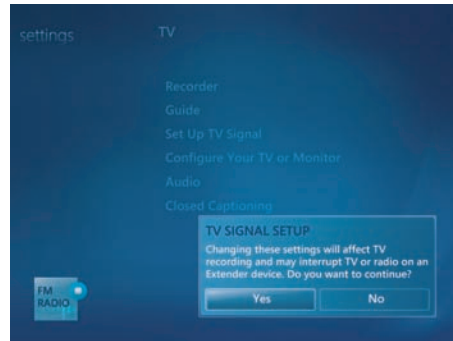 settings
TV
Recorder
Guide
Set Up TV Signal
Configure Your TV or Monitor
Audio
Closed Captioning
TV SIGNAL SETUP
Changing these settings will affect TV
recording and may interrupt TV or radio on an
Extender device. Do you want to continue?
Yes No
FM
RADIO